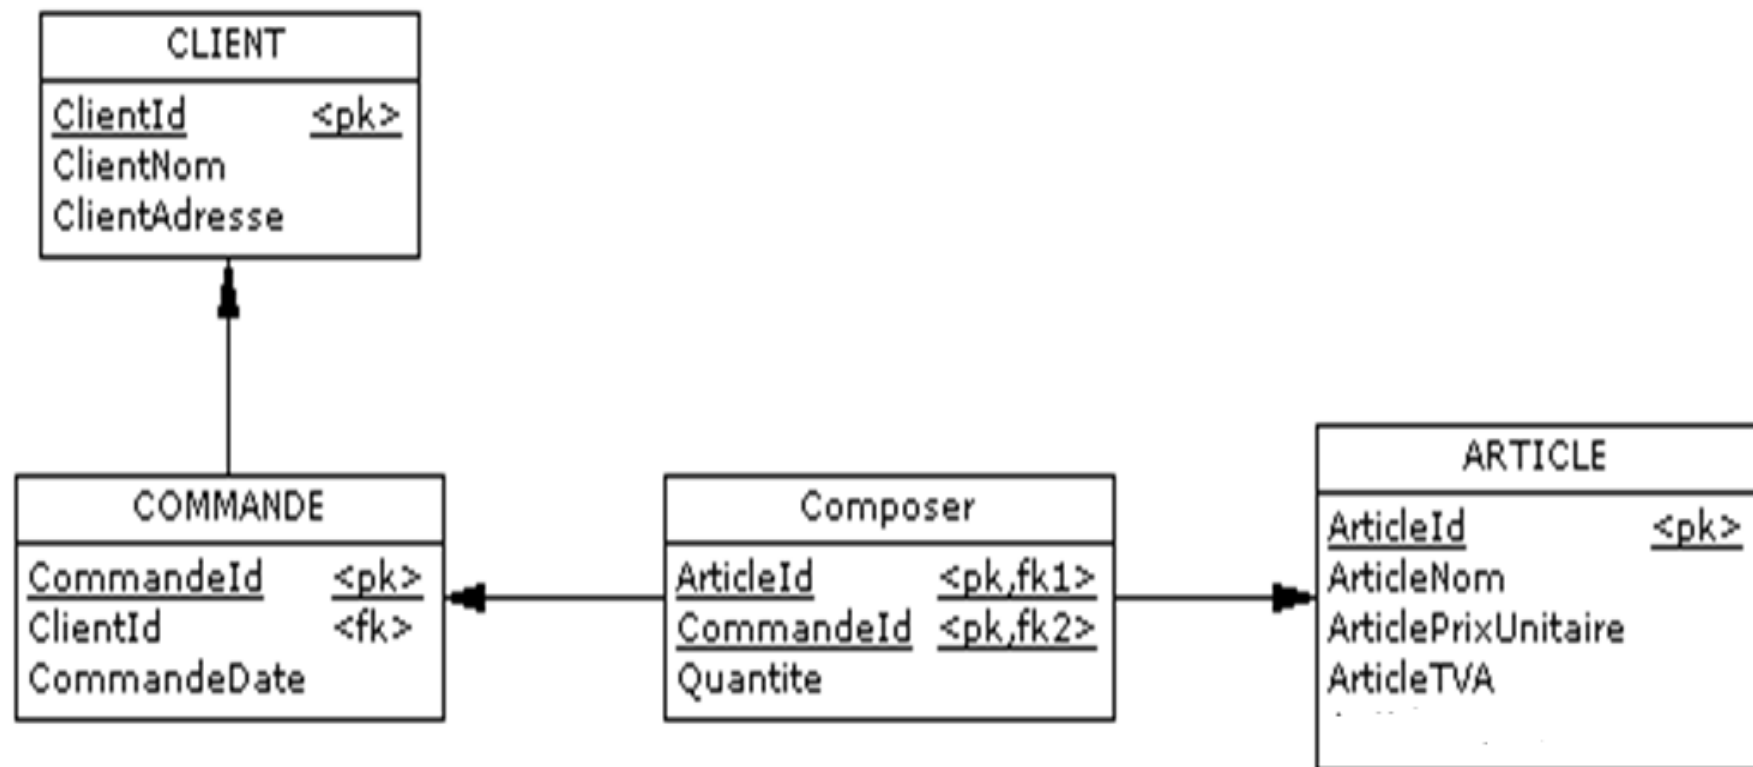 CLIENT
ClientId <pk>
ClientNom
ClientAdresse
COMMANDE
CommandeId <pk>
ClientId <fk>
CommandeDate
Composer
ArticleId <pk,fk1>
CommandeId <pk,fk2>
Quantite
ARTICLE
ArticleId <pk>
ArticleNom
ArticlePrixUnitaire
ArticleTVA